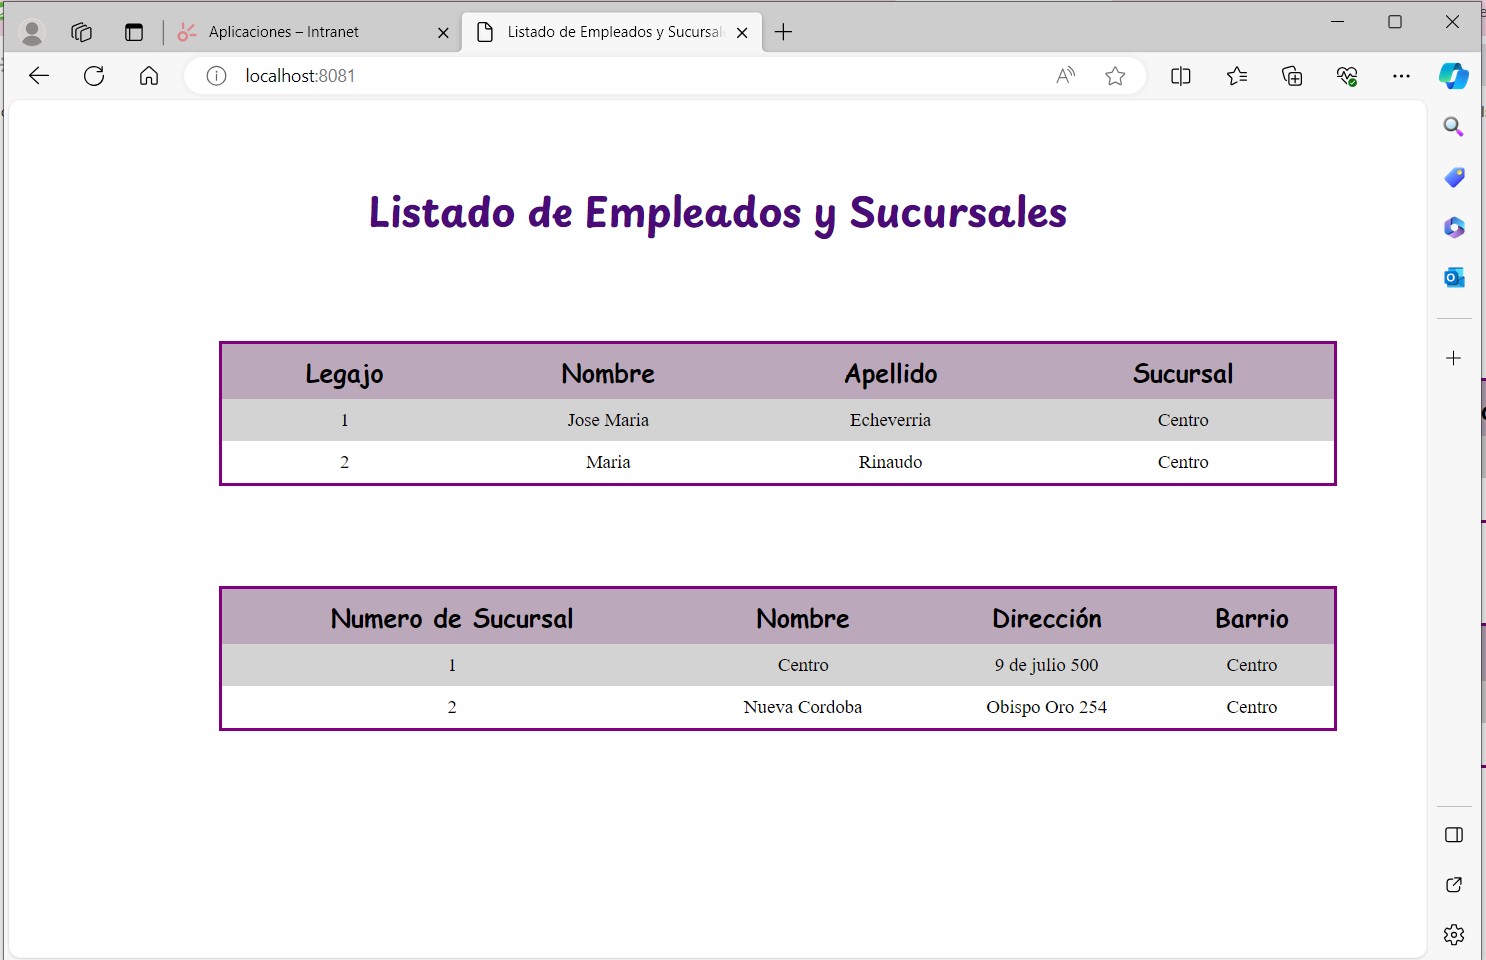 Aplicaciones – Intranet
Listado de Empleados y Sucursal
localhost:8081
Listado de Empleados y Sucursales
Legajo Nombre Apellido Sucursal
1 Jose Maria Echeverria Centro
2 Maria Rinaudo Centro
Numero de Sucursal Nombre Dirección Barrio
1 Centro 9 de julio 500 Centro
2 Nueva Cordoba Obispo Oro 254 Centro